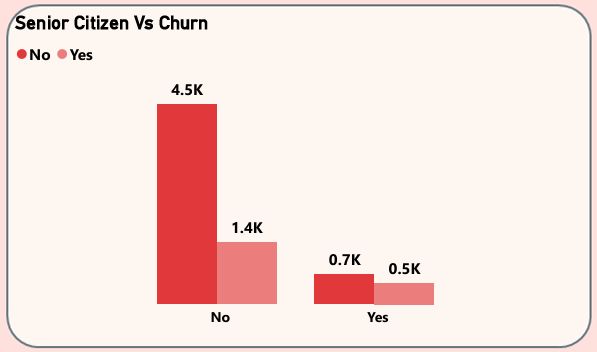 Senior Citizen Vs Churn
No Yes
4.5K
1.4K
0.7K
0.5K
No Yes